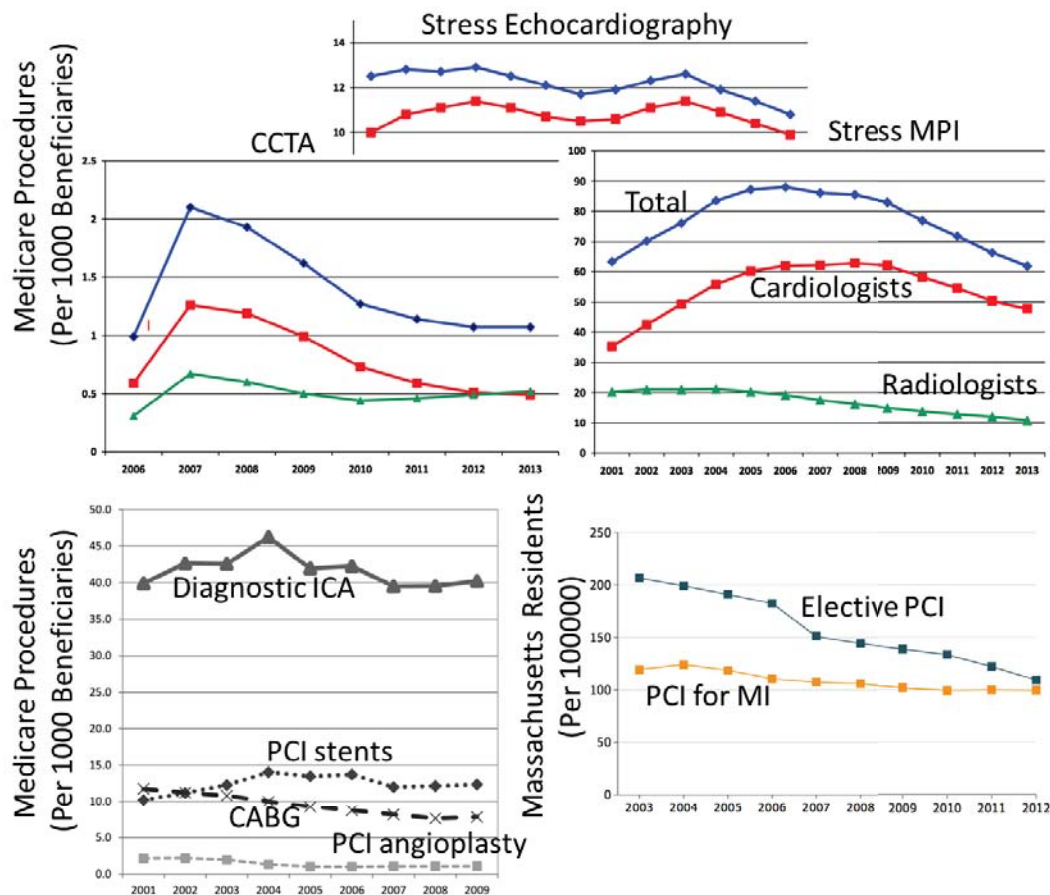 Stress Echocardiography
14
12
10
CCTA
Stress MPI
Medicare Procedures
(Per 1000 Beneficiaries)
2.5
2
1.5
1
0.5
0
2006 2007 2008 2009 2010 2011 2012 2013
100
90
80
70
60
50
40
30
20
10
0
Total
Cardiologists
Radiologists
2001 2002 2003 2004 2005 2006 2007 2008 2009 2010 2011 2012 2013
Medicare Procedures
(Per 1000 Beneficiaries)
50.0
45.0
40.0
35.0
30.0
25.0
20.0
15.0
10.0
5.0
0.0
Diagnostic ICA
PCI stents
CABG
PCI angioplasty
2001 2002 2003 2004 2005 2006 2007 2008 2009
Massachusetts Residents
(Per 100000)
250
200
150
100
50
0
Elective PCI
PCI for MI
2003 2004 2005 2006 2007 2008 2009 2010 2011 2012